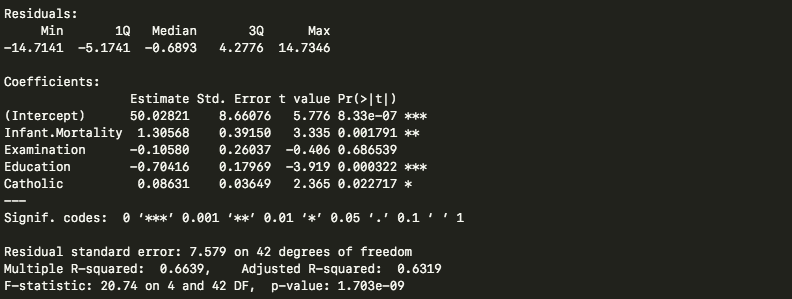 Residuals:
     Min       1Q   Median       3Q      Max
-14.7141  -5.1741  -0.6893   4.2776  14.7346

Coefficients:
                 Estimate Std. Error t value Pr(>|t|)
(Intercept)      50.02821    8.66076   5.776 8.33e-07 ***
Infant.Mortality  1.30568    0.39150   3.335 0.001791 **
Examination      -0.10580    0.26037  -0.406 0.686539
Education        -0.70416    0.17969  -3.919 0.000322 ***
Catholic          0.08631    0.03649   2.365 0.022717 *
---
Signif. codes:  0 ‘***’ 0.001 ‘**’ 0.01 ‘*’ 0.05 ‘.’ 0.1 ‘ ’ 1

Residual standard error: 7.579 on 42 degrees of freedom
Multiple R-squared:  0.6639,    Adjusted R-squared:  0.6319
F-statistic: 20.74 on 4 and 42 DF,  p-value: 1.703e-09